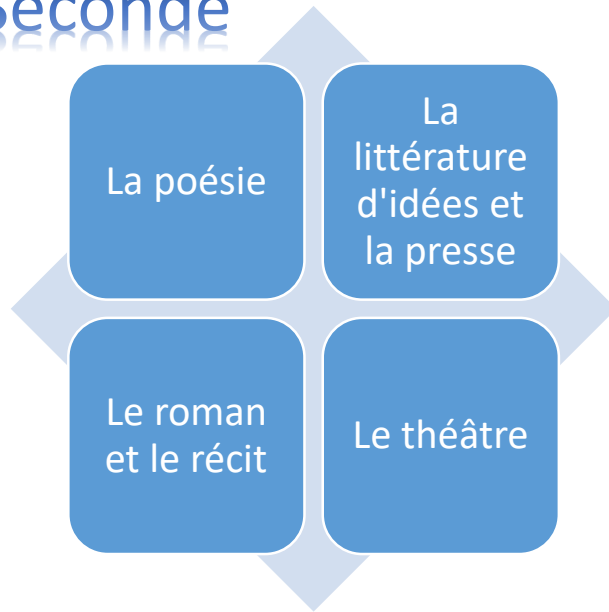 Seconde
La poésie
La
littérature
d'idées et
la presse
Le roman
et le récit
Le théâtre